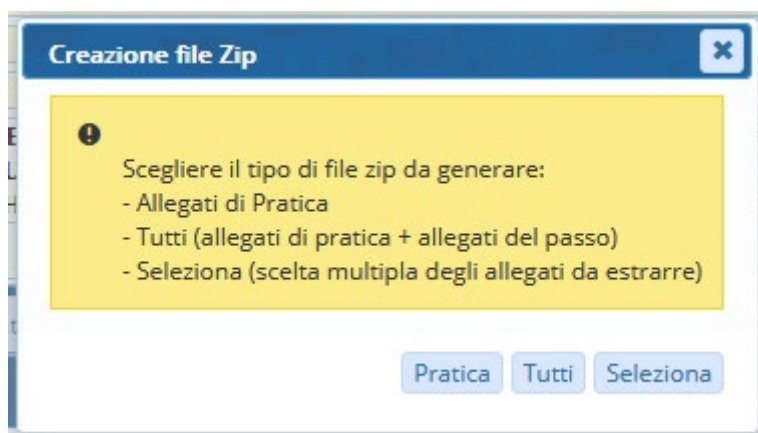 Creazione file Zip
Scegliere il tipo di file zip da generare:
- Allegati di Pratica
- Tutti (allegati di pratica + allegati del passo)
- Seleziona (scelta multipla degli allegati da estrarre)
Pratica Tutti Seleziona